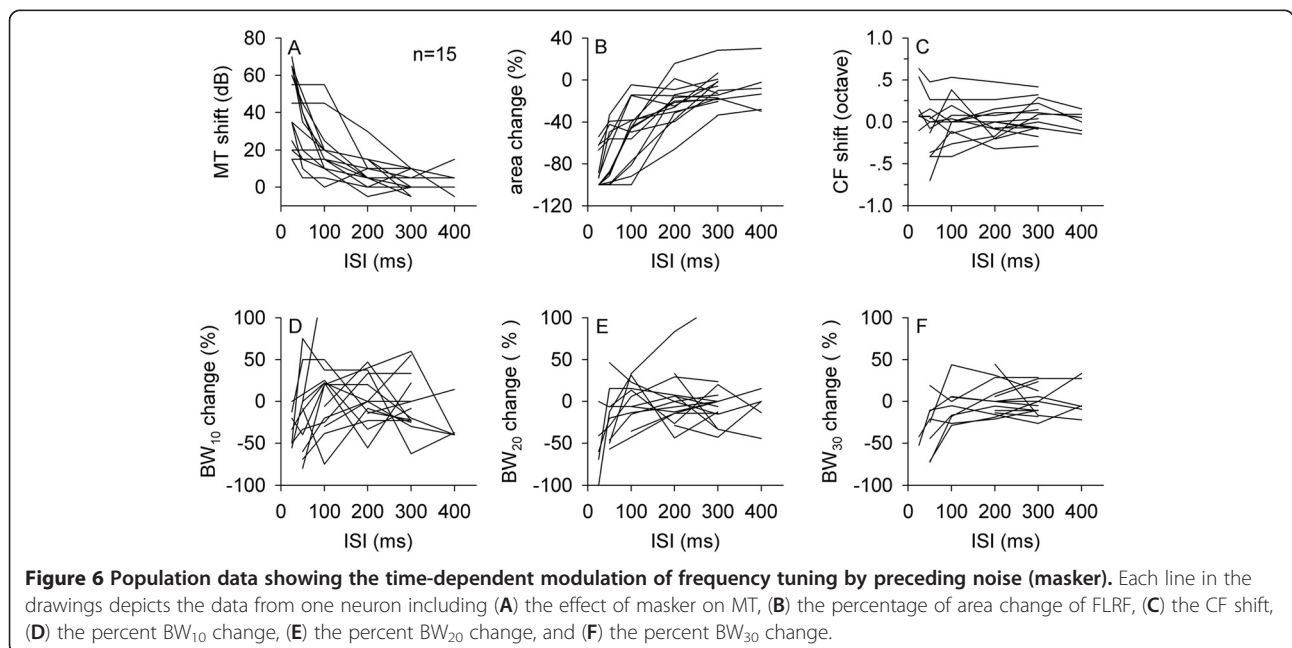 A
n=15
MT shift (dB)
80
60
40
20
0
0 100 200 300 400
ISI (ms)
B
area change (%)
40
0
-40
-80
-120
0 100 200 300 400
ISI (ms)
C
CF shift (octave)
1.0
.5
0.0
-.5
-1.0
0 100 200 300 400
ISI (ms)
D
BW10 change (%)
100
50
0
-50
-100
0 100 200 300 400
ISI (ms)
E
BW20 change ( % )
100
50
0
-50
-100
0 100 200 300 400
ISI (ms)
F
BW30 change ( % )
100
50
0
-50
-100
0 100 200 300 400
ISI (ms)
Figure 6 Population data showing the time-dependent modulation of frequency tuning by preceding noise (masker). Each line in the
drawings depicts the data from one neuron including (A) the effect of masker on MT, (B) the percentage of area change of FLRF, (C) the CF shift,
(D) the percent BW10 change, (E) the percent BW20 change, and (F) the percent BW30 change.